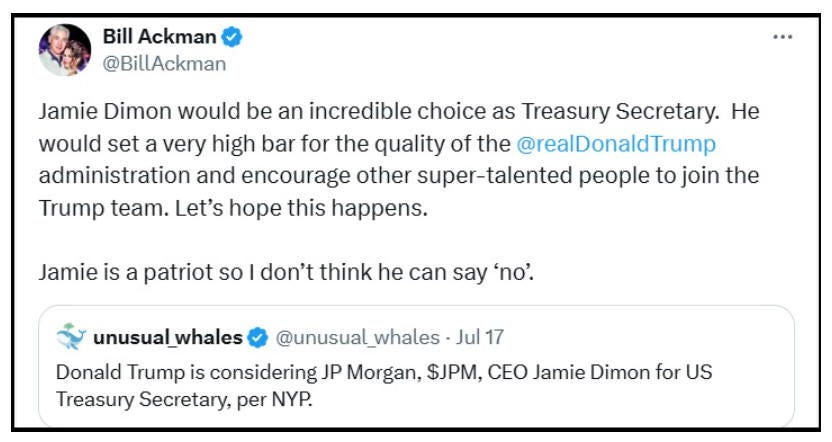 Bill Ackman
@BillAckman
Jamie Dimon would be an incredible choice as Treasury Secretary.  He
would set a very high bar for the quality of the @realDonaldTrump
administration and encourage other super-talented people to join the
Trump team. Let’s hope this happens.
Jamie is a patriot so I don’t think he can say ‘no’.
unusual_whales @unusual_whales · Jul 17
Donald Trump is considering JP Morgan, $JPM, CEO Jamie Dimon for US
Treasury Secretary, per NYP.